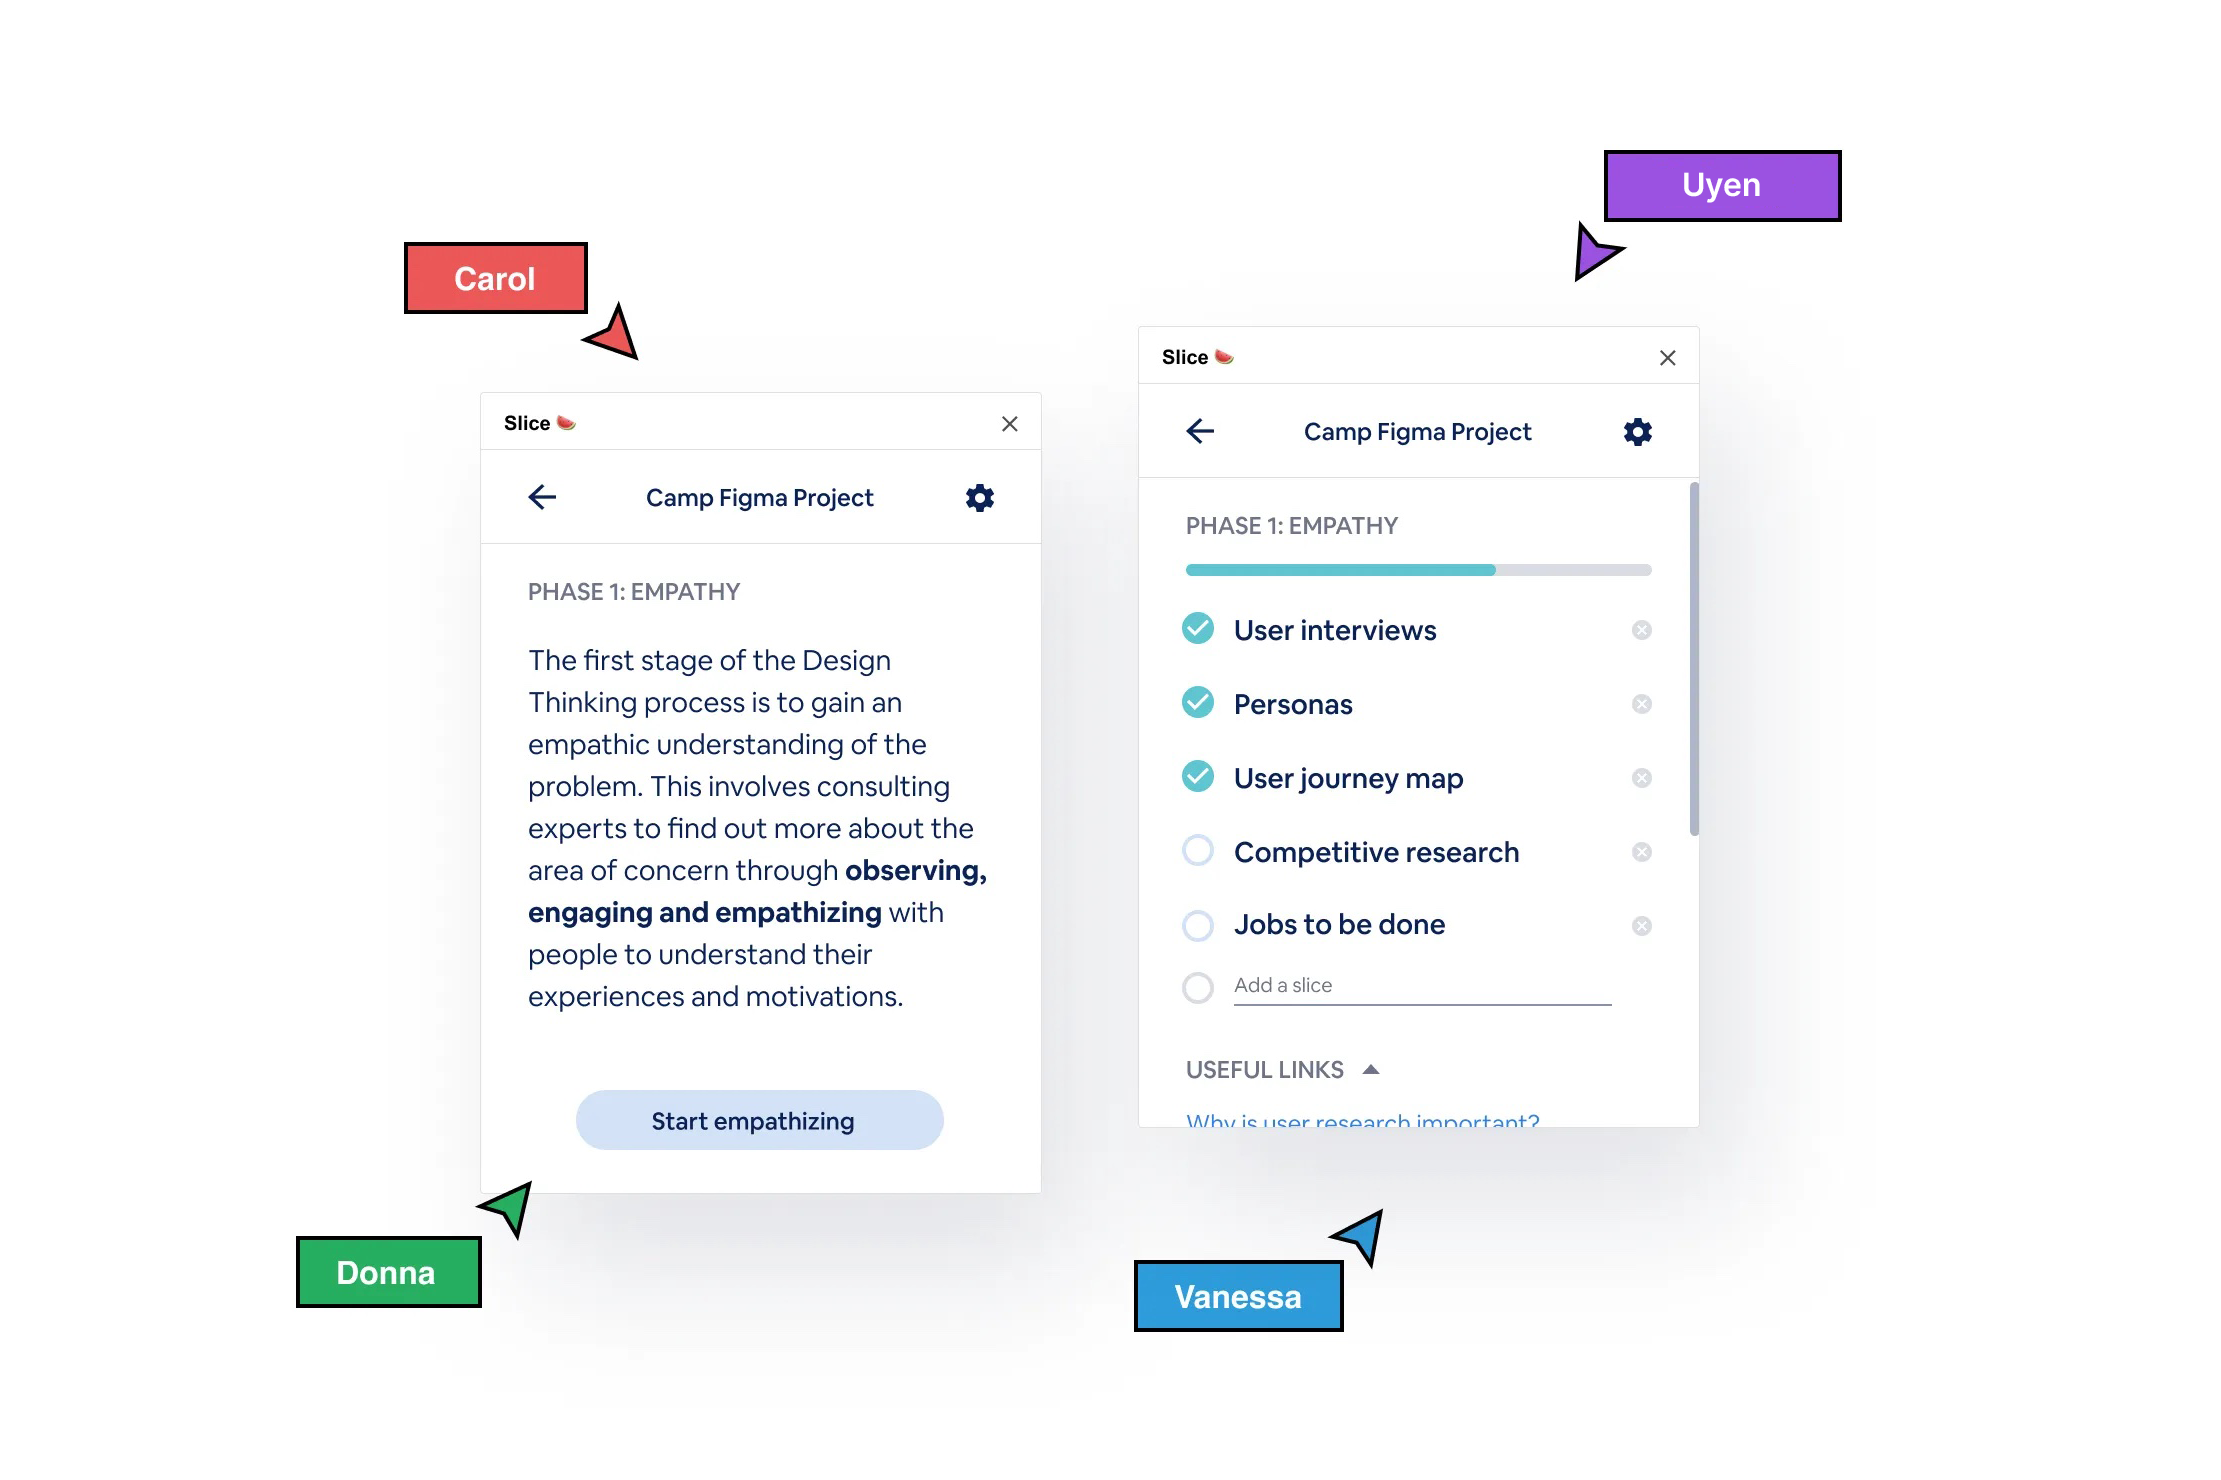 Carol
Slice 🍉
Camp Figma Project
PHASE 1: EMPATHY
The first stage of the Design
Thinking process is to gain an
empathic understanding of the
problem. This involves consulting
experts to find out more about the
area of concern through observing,
engaging and empathizing with
people to understand their
experiences and motivations.
Start empathizing
Donna
Uyen
Slice 🍉
Camp Figma Project
PHASE 1: EMPATHY
User interviews
Personas
User journey map
Competitive research
Jobs to be done
Add a slice
USEFUL LINKS
Why is user research important?
Vanessa